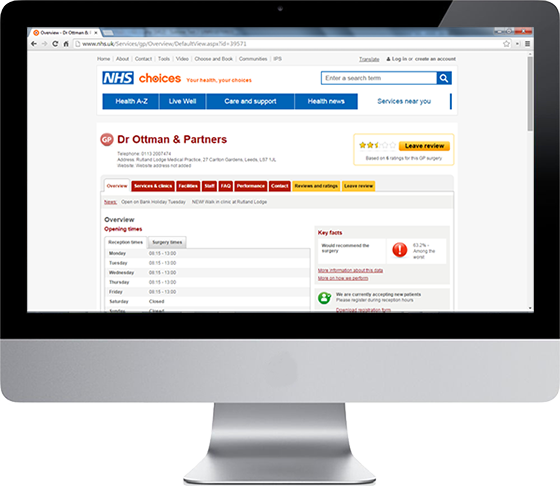 Overview - Dr Ottman & F
www.nhs.uk/Services/gp/Overview/DefaultView.aspx?id=39571
Home About Contact Tools Video Choose and Book Communities IPS Translate Log in or create an account
NHS choices Your health, your choices Enter a search term
Health A-Z Live Well Care and support Health news Services near you
GP Dr Ottman & Partners
Leave review
Telephone:
Address: Rutland Lodge Medical Practice, Leeds, LS7 1JL
Based on 6 ratings for this GP surgery
Website: Website address not added
Overview Services & clinics Facilities Staff FAQ Performance Contact Reviews and ratings Leave review
News: Open on Bank Holiday Tuesday NEW! Walk in clinic at Rutland Lodge
Overview
Opening times
Reception times Surgery times
Monday 08:15 - 13:00
Tuesday 08:15 - 13:00
Wednesday 08:15 - 13:00
Thursday 08:15 - 13:00
Friday 08:15 - 13:00
Saturday Closed
Sunday Closed
Key facts
Would recommend the surgery
63.2% - Among the worst
More information about this data
More on how we perform
We are currently accepting new patients
Please register during reception hours
Download registration form